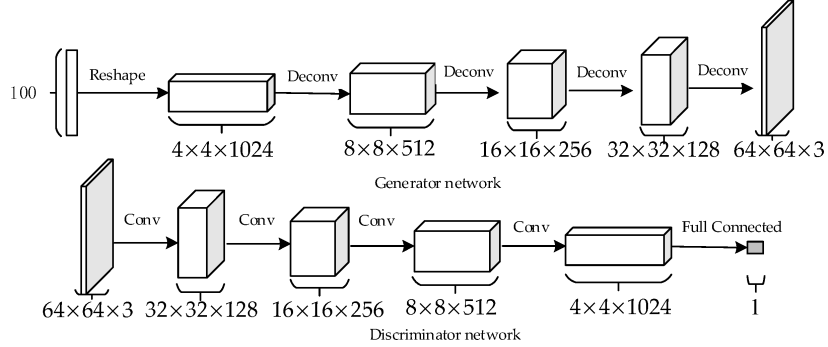 100 Reshape Deconv Deconv Deconv Deconv
4×4×1024 8×8×512 16×16×256 32×32×128 64×64×3
Generator network
Conv Conv Conv Conv Full Connected
64×64×3 32×32×128 16×16×256 8×8×512 4×4×1024 1
Discriminator network